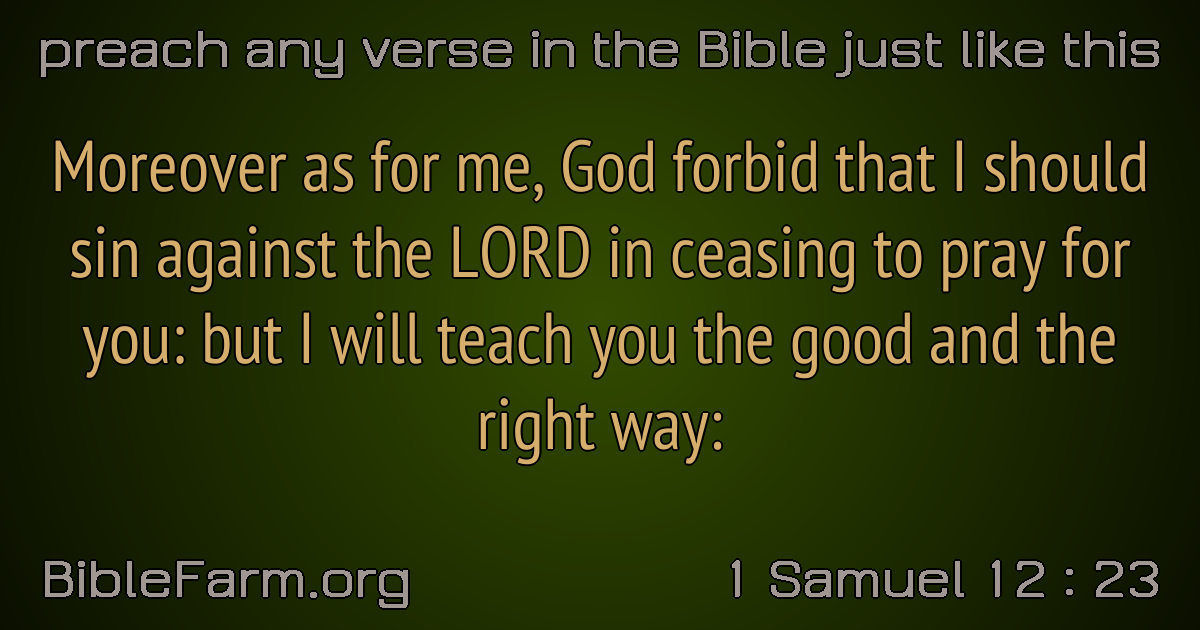 preach any verse in the Bible just like this
Moreover as for me, God forbid that I should
sin against the LORD in ceasing to pray for
you: but I will teach you the good and the
right way:
BibleFarm.org
1 Samuel 12 : 23